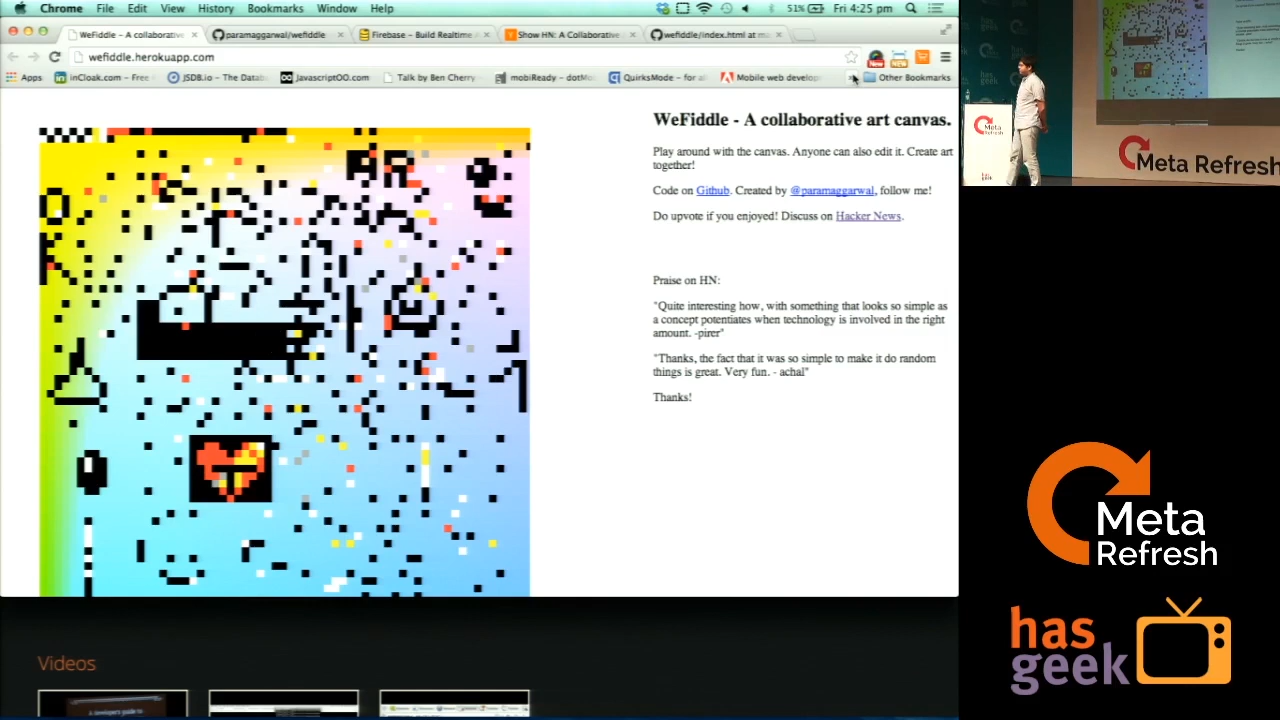 Chrome File Edit View History Bookmarks Window Help
51% Fri 4:25 pm
WeFiddle - A collaborative a
paramaggarwal/wefiddle
Firebase - Build Realtime
Show HN: A Collaborative
wefiddle/index.html at m
wefiddle.herokuapp.com
Apps
inCloak.com - Free
JSDB.io - The Data
JavascriptOO.com
Talk by Ben Cherry
mobiReady - dotMo
QuirksMode - for a
Mobile web develop
Other Bookmarks
WeFiddle - A collaborative art canvas.
Play around with the canvas. Anyone can also edit it. Create art
together!
Code on Github. Created by @paramaggarwal, follow me!
Do upvote if you enjoyed! Discuss on Hacker News.
Praise on HN:
"Quite interesting how, with something that looks so simple as
a concept potentiates when technology is involved in the right
amount. -pirer"
"Thanks, the fact that it was so simple to make it do random
things is great. Very fun. - achal"
Thanks!
has
geek
Meta
Refresh
Meta Refresh
Meta
Refresh
has
geek
Videos